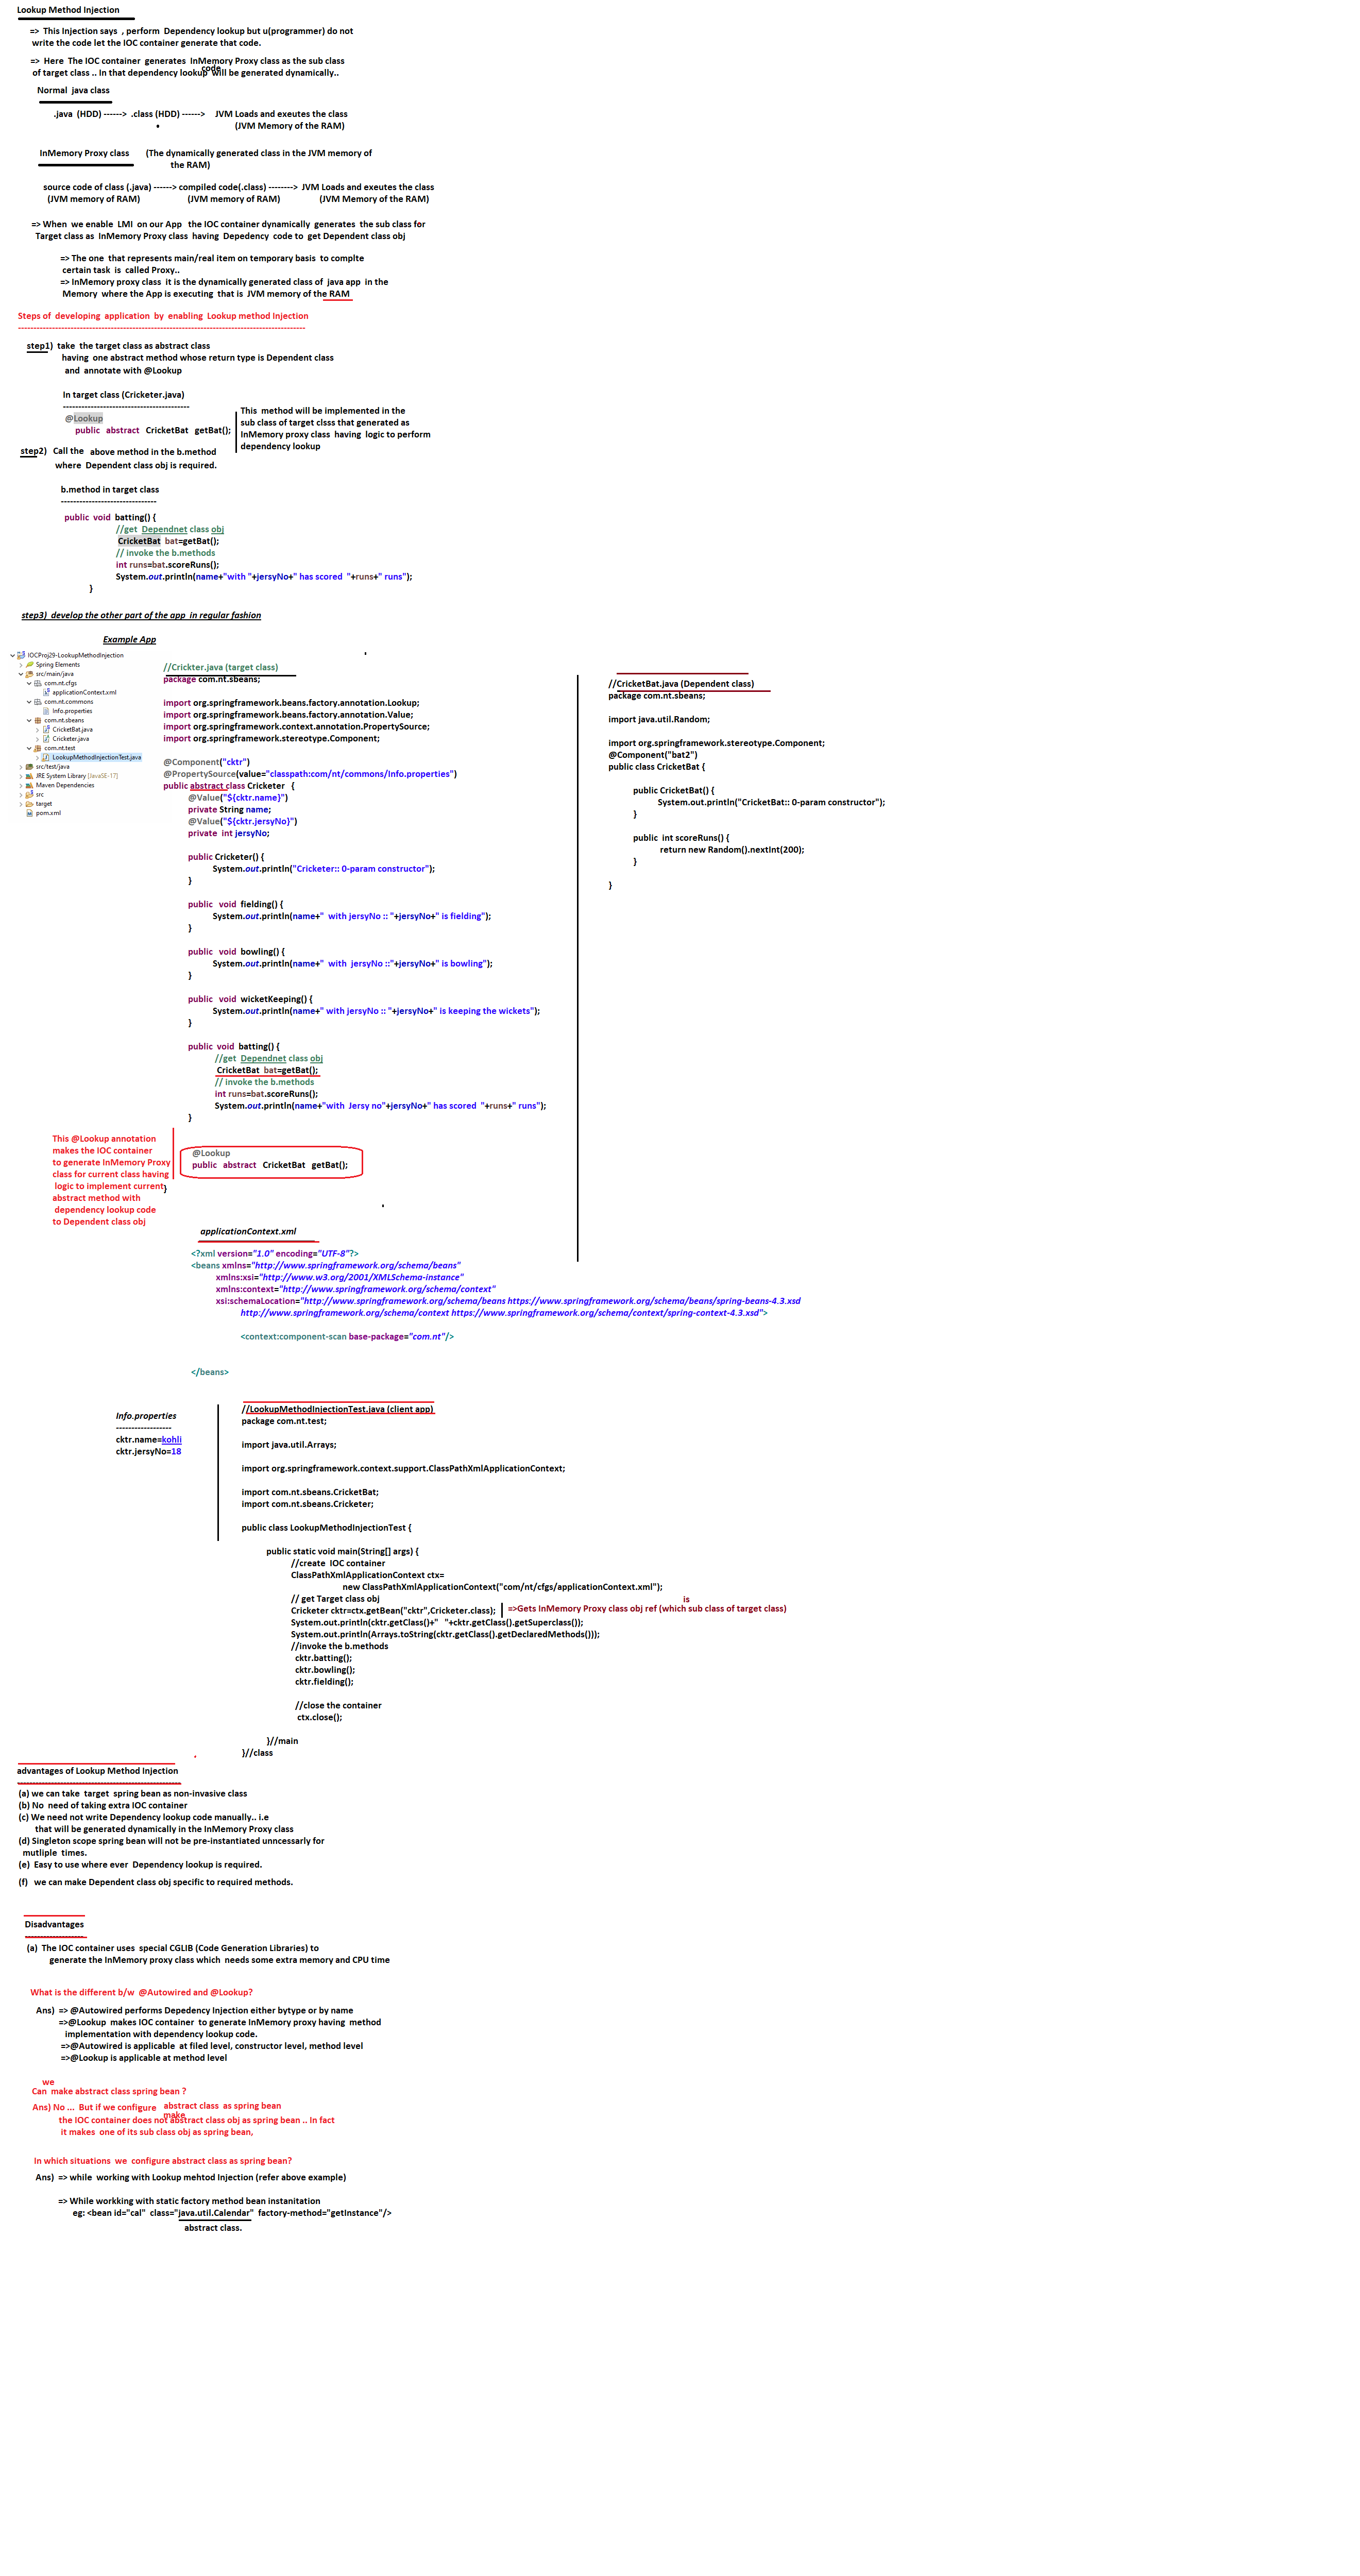 Lookup Method Injection
=> This Injection says , perform Dependency lookup but u(programmer) do not
write the code let the IOC container generate that code.
=> Here The IOC container generates InMemory Proxy class as the sub class
of target class .. In that dependency lookup code will be generated dynamically..
Normal java class
.java (HDD) ------> .class (HDD) ------> JVM Loads and exeutes the class
(JVM Memory of the RAM)
InMemory Proxy class (The dynamically generated class in the JVM memory of
the RAM)
source code of class (.java) ------> compiled code(.class) --------> JVM Loads and exeutes the class
(JVM memory of RAM) (JVM memory of RAM) (JVM Memory of the RAM)
=> When we enable LMI on our App the IOC container dynamically generates the sub class for
Target class as InMemory Proxy class having Depedency code to get Dependent class obj
=> The one that represents main/real item on temporary basis to complte
certain task is called Proxy..
=> InMemory proxy class it is the dynamically generated class of java app in the
Memory where the App is executing that is JVM memory of the RAM
Steps of developing application by enabling Lookup method Injection
------------------------------------------------------------------------------------------
step1) take the target class as abstract class
having one abstract method whose return type is Dependent class
and annotate with @Lookup
In target class (Cricketer.java)
----------------------------------------
@Lookup
public abstract CricketBat getBat();
This method will be implemented in the
sub class of target clsss that generated as
InMemory proxy class having logic to perform
dependency lookup
step2) Call the above method in the b.method
where Dependent class obj is required.
b.method in target class
------------------------------
public void batting() {
//get Dependnet class obj
CricketBat bat=getBat();
// invoke the b.methods
int runs=bat.scoreRuns();
System.out.println(name+"with "+jersyNo+" has scored "+runs+" runs");
}
step3) develop the other part of the app in regular fashion
Example App
IOCProj29-LookupMethodInjection
Spring Elements
src/main/java
com.nt.cfgs
applicationContext.xml
com.nt.commons
Info.properties
com.nt.sbeans
CricketBat.java
Cricketer.java
com.nt.test
LookupMethodInjectionTest.java
src/test/java
JRE System Library [JavaSE-17]
Maven Dependencies
src
target
pom.xml
//Crickter.java (target class)
package com.nt.sbeans;
import org.springframework.beans.factory.annotation.Lookup;
import org.springframework.beans.factory.annotation.Value;
import org.springframework.context.annotation.PropertySource;
import org.springframework.stereotype.Component;
@Component("cktr")
@PropertySource(value="classpath:com/nt/commons/Info.properties")
public abstract class Cricketer {
@Value("${cktr.name}")
private String name;
@Value("${cktr.jersyNo}")
private int jersyNo;
public Cricketer() {
System.out.println("Cricketer:: 0-param constructor");
}
public void fielding() {
System.out.println(name+" with jersyNo :: "+jersyNo+" is fielding");
}
public void bowling() {
System.out.println(name+" with jersyNo ::"+jersyNo+" is bowling");
}
public void wicketKeeping() {
System.out.println(name+" with jersyNo :: "+jersyNo+" is keeping the wickets");
}
public void batting() {
//get Dependnet class obj
CricketBat bat=getBat();
// invoke the b.methods
int runs=bat.scoreRuns();
System.out.println(name+"with Jersy no"+jersyNo+" has scored "+runs+" runs");
}
@Lookup
public abstract CricketBat getBat();
}
This @Lookup annotation
makes the IOC container
to generate InMemory Proxy
class for current class having
logic to implement current
abstract method with
dependency lookup code
to Dependent class obj
//CricketBat.java (Dependent class)
package com.nt.sbeans;
import java.util.Random;
import org.springframework.stereotype.Component;
@Component("bat2")
public class CricketBat {
public CricketBat() {
System.out.println("CricketBat:: 0-param constructor");
}
public int scoreRuns() {
return new Random().nextInt(200);
}
}
applicationContext.xml
<?xml version="1.0" encoding="UTF-8"?>
<beans xmlns="http://www.springframework.org/schema/beans"
xmlns:xsi="http://www.w3.org/2001/XMLSchema-instance"
xmlns:context="http://www.springframework.org/schema/context"
xsi:schemaLocation="http://www.springframework.org/schema/beans https://www.springframework.org/schema/beans/spring-beans-4.3.xsd
http://www.springframework.org/schema/context https://www.springframework.org/schema/context/spring-context-4.3.xsd">
<context:component-scan base-package="com.nt"/>
</beans>
Info.properties
------------------
cktr.name=kohli
cktr.jersyNo=18
//LookupMethodInjectionTest.java (client app)
package com.nt.test;
import java.util.Arrays;
import org.springframework.context.support.ClassPathXmlApplicationContext;
import com.nt.sbeans.CricketBat;
import com.nt.sbeans.Cricketer;
public class LookupMethodInjectionTest {
public static void main(String[] args) {
//create IOC container
ClassPathXmlApplicationContext ctx=
new ClassPathXmlApplicationContext("com/nt/cfgs/applicationContext.xml");
// get Target class obj
Cricketer cktr=ctx.getBean("cktr",Cricketer.class); =>Gets InMemory Proxy class obj ref (which is sub class of target class)
System.out.println(cktr.getClass()+" "+cktr.getClass().getSuperclass());
System.out.println(Arrays.toString(cktr.getClass().getDeclaredMethods()));
//invoke the b.methods
cktr.batting();
cktr.bowling();
cktr.fielding();
//close the container
ctx.close();
}//main
}//class
advantages of Lookup Method Injection
----------------------------------------------------
(a) we can take target spring bean as non-invasive class
(b) No need of taking extra IOC container
(c) We need not write Dependency lookup code manually.. i.e
that will be generated dynamically in the InMemory Proxy class
(d) Singleton scope spring bean will not be pre-instantiated unncessarly for
mutliple times.
(e) Easy to use where ever Dependency lookup is required.
(f) we can make Dependent class obj specific to required methods.
Disadvantages
-------------------
(a) The IOC container uses special CGLIB (Code Generation Libraries) to
generate the InMemory proxy class which needs some extra memory and CPU time
What is the different b/w @Autowired and @Lookup?
Ans) => @Autowired performs Depedency Injection either bytype or by name
=>@Lookup makes IOC container to generate InMemory proxy having method
implementation with dependency lookup code.
=>@Autowired is applicable at filed level, constructor level, method level
=>@Lookup is applicable at method level
Can we make abstract class spring bean ?
Ans) No ... But if we configure abstract class as spring bean
the IOC container does not make abstract class obj as spring bean .. In fact
it makes one of its sub class obj as spring bean,
In which situations we configure abstract class as spring bean?
Ans) => while working with Lookup mehtod Injection (refer above example)
=> While workking with static factory method bean instanitation
eg: <bean id="cal" class="java.util.Calendar" factory-method="getInstance"/>
abstract class.